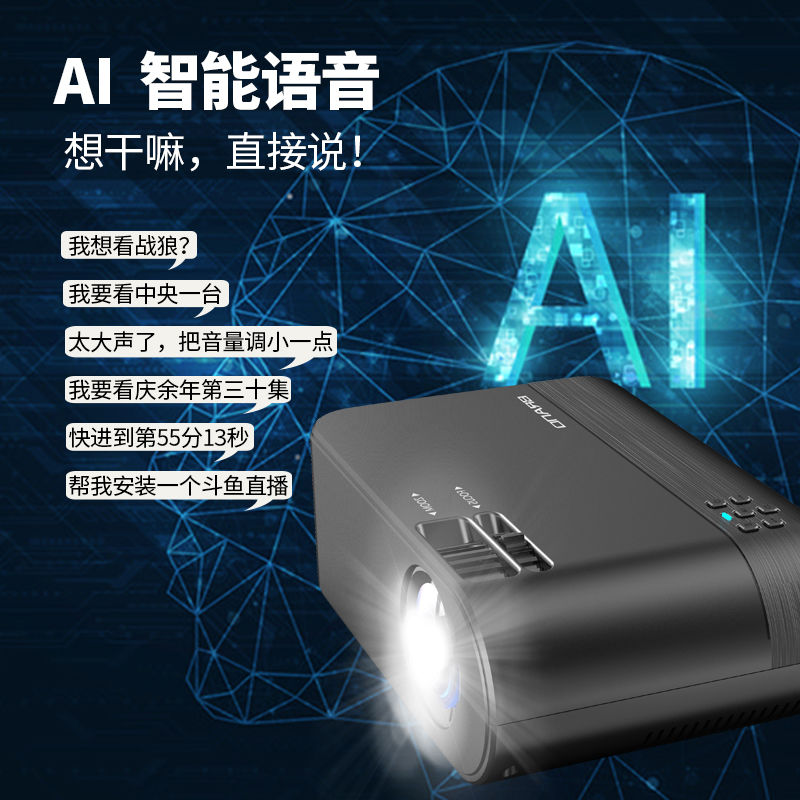 AI 智能语音
想干嘛，直接说！
我想看战狼？
我要看中央一台
太大声了，把音量调小一点
我要看庆余年第三十集
快进到第55分13秒
帮我安装一个斗鱼直播
AI
BYAUD
FOCUS
ZOOM